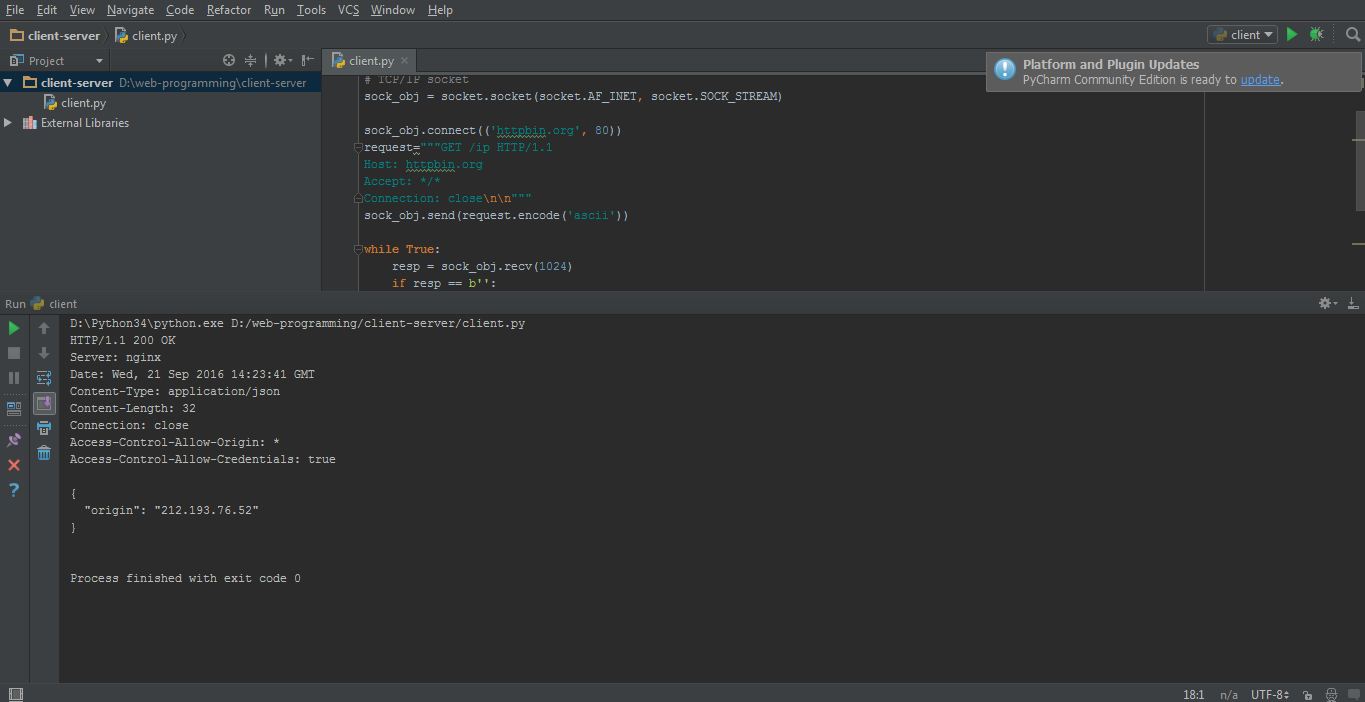 File Edit View Navigate Code Refactor Run Tools VCS Window Help
client-server client.py client
Project
client.py
Platform and Plugin Updates
PyCharm Community Edition is ready to update.
client-server D:\web-programming\client-server
client.py
External Libraries
# TCP/IP socket
sock_obj = socket.socket(socket.AF_INET, socket.SOCK_STREAM)
sock_obj.connect(('httpbin.org', 80))
request="""GET /ip HTTP/1.1
Host: httpbin.org
Accept: */*
Connection: close\n\n"""
sock_obj.send(request.encode('ascii'))
while True:
    resp = sock_obj.recv(1024)
    if resp == b'':
Run client
D:\Python34\python.exe D:/web-programming/client-server/client.py
HTTP/1.1 200 OK
Server: nginx
Date: Wed, 21 Sep 2016 14:23:41 GMT
Content-Type: application/json
Content-Length: 32
Connection: close
Access-Control-Allow-Origin: *
Access-Control-Allow-Credentials: true
{
  "origin": "212.193.76.52"
}
Process finished with exit code 0
18:1 n/a UTF-8